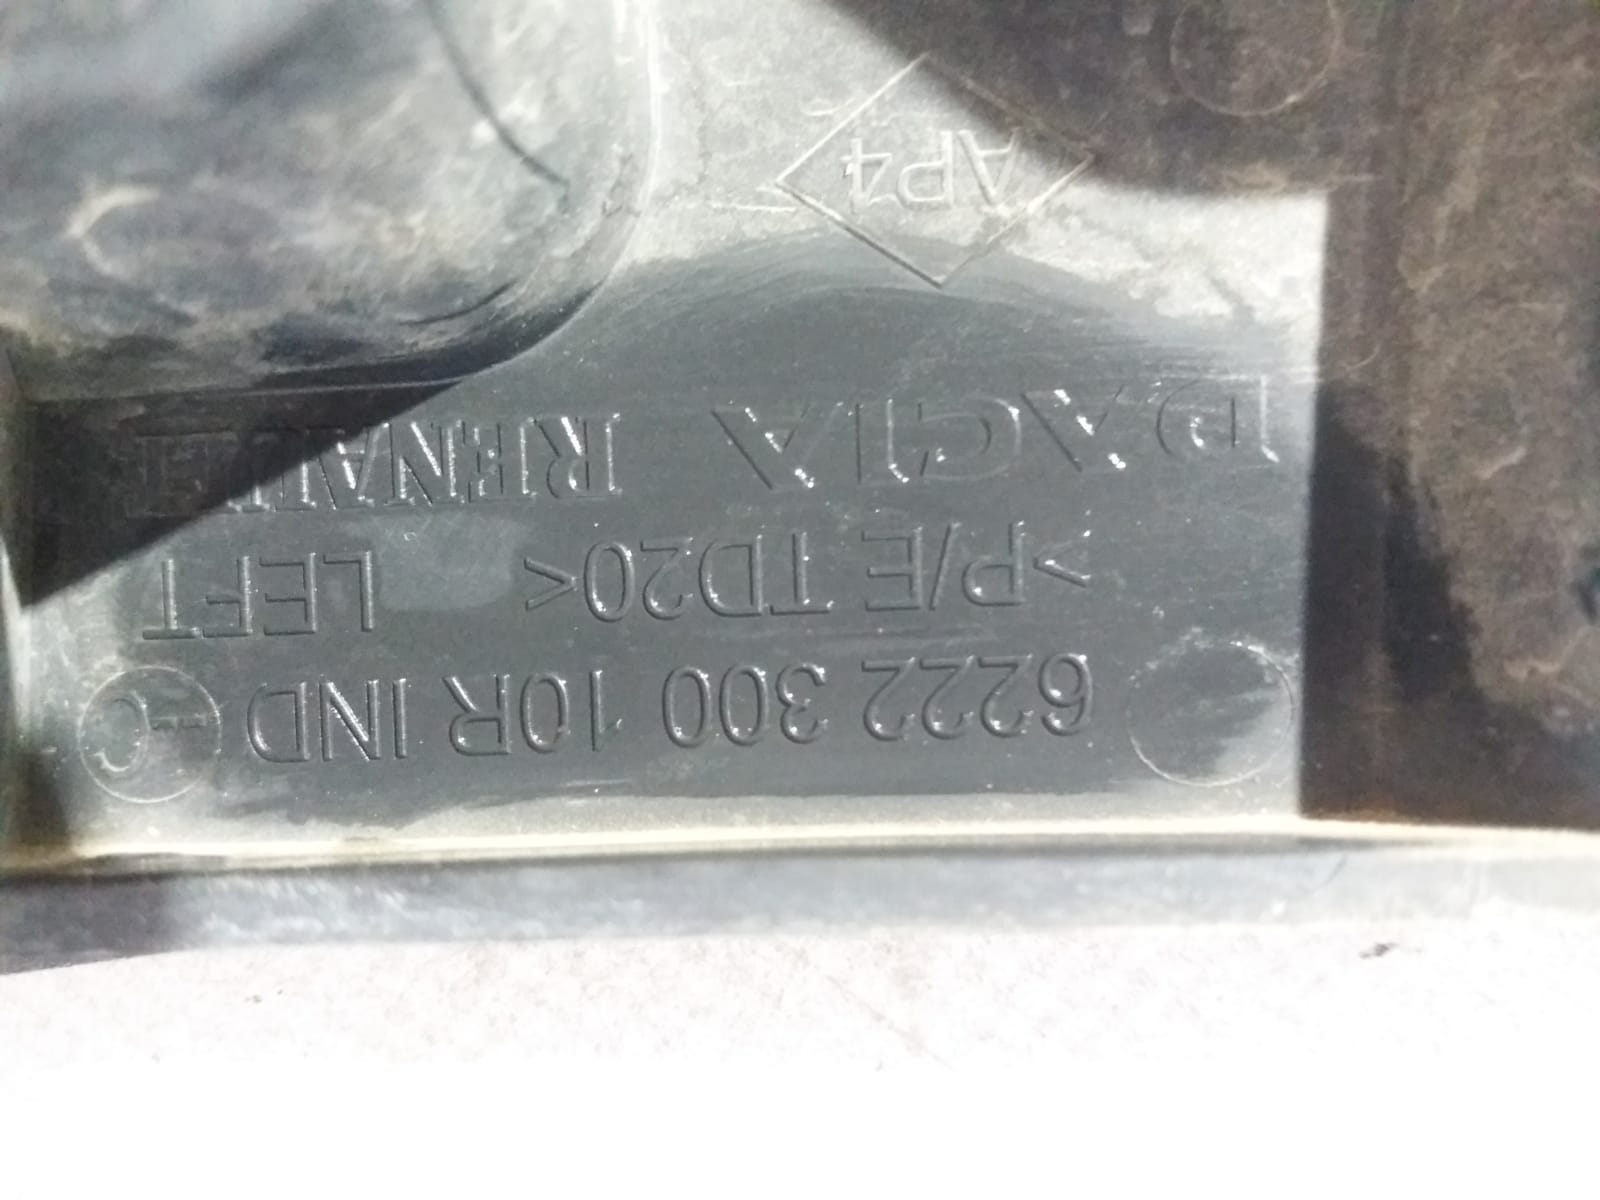 6222 300 10R IND
>P/E TD20< LEFT
DACIA RENAULT
AP4